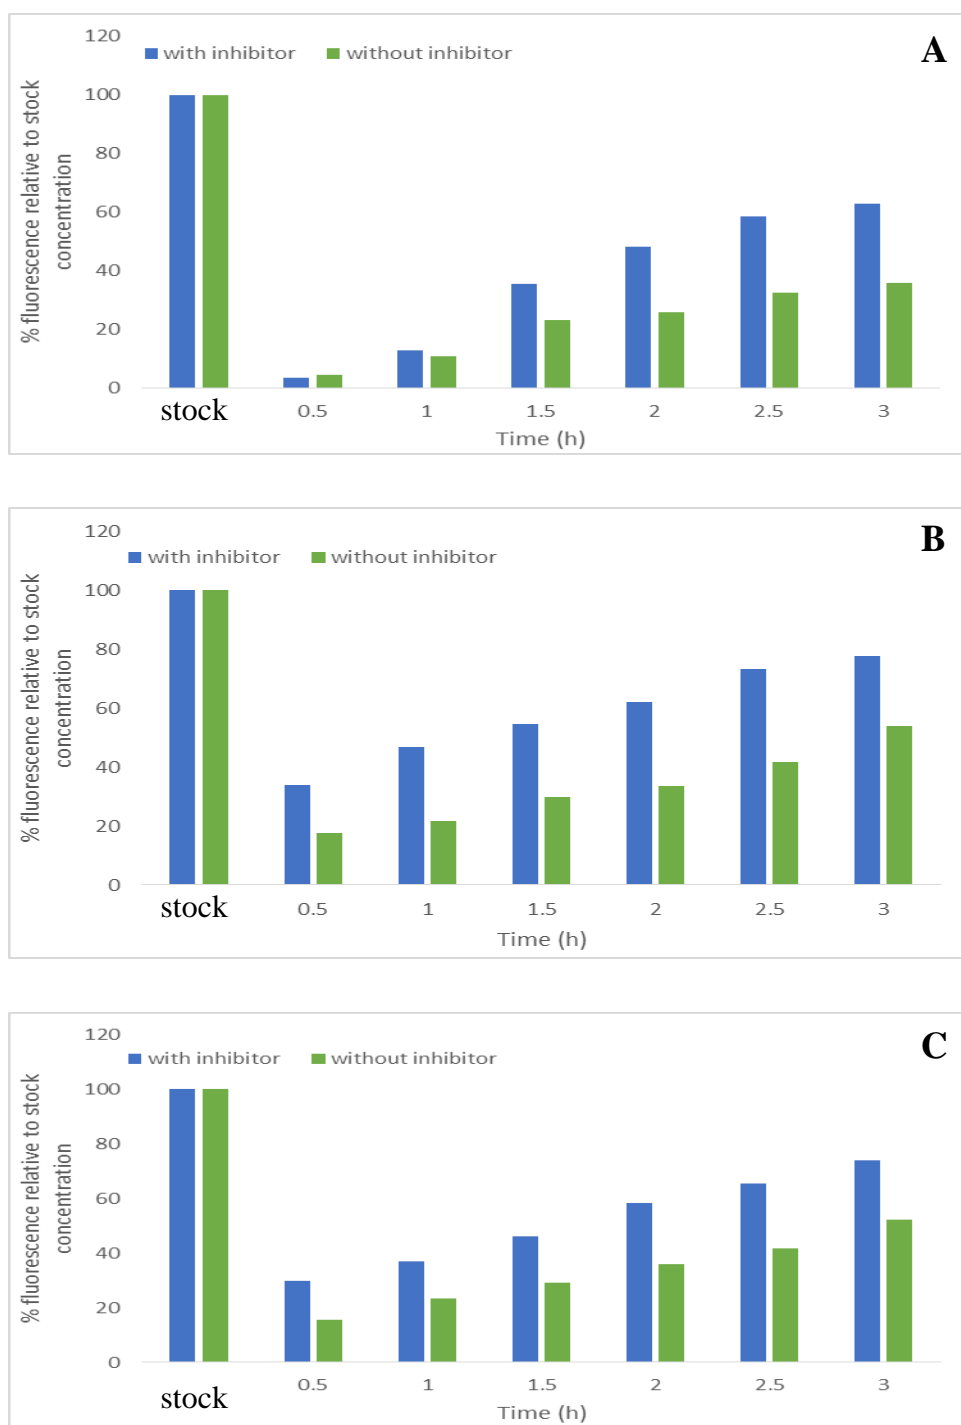 A
120
with inhibitor without inhibitor
100
80
60
40
20
0
% fluorescence relative to stock
concentration
stock 0.5 1 1.5 2 2.5 3
Time (h)
B
120
with inhibitor without inhibitor
100
80
60
40
20
0
% fluorescence relative to stock
concentration
stock 0.5 1 1.5 2 2.5 3
Time (h)
C
120
with inhibitor without inhibitor
100
80
60
40
20
0
% fluorescence relative to stock
concentration
stock 0.5 1 1.5 2 2.5 3
Time (h)